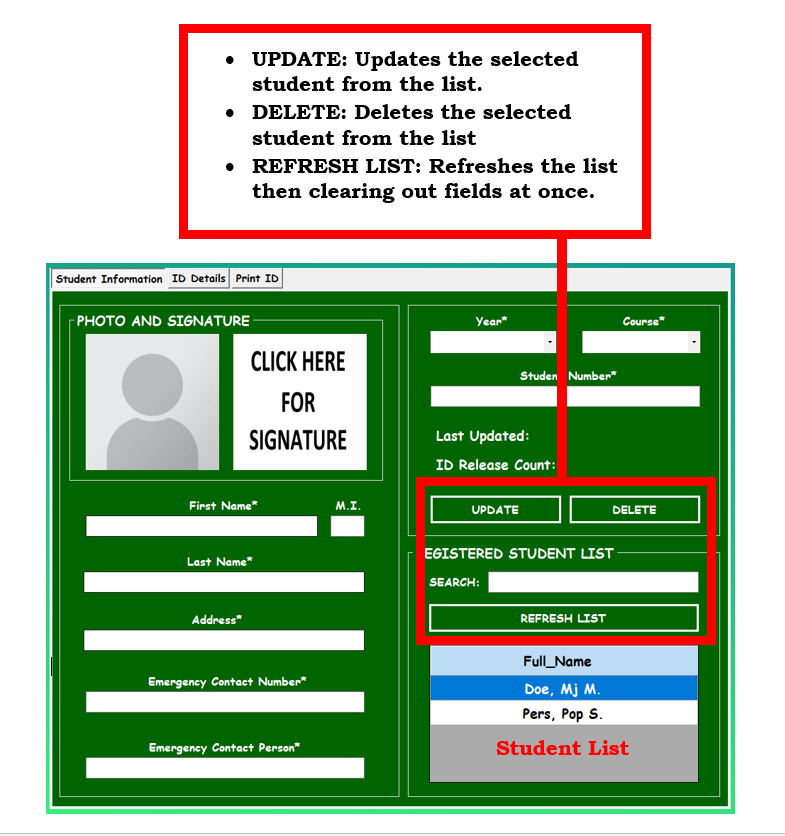 • UPDATE: Updates the selected
student from the list.
• DELETE: Deletes the selected
student from the list
• REFRESH LIST: Refreshes the list
then clearing out fields at once.
Student Information ID Details Print ID
PHOTO AND SIGNATURE
CLICK HERE
FOR
SIGNATURE
First Name* M.I.
Last Name*
Address*
Emergency Contact Number*
Emergency Contact Person*
Year* Course*
Student Number*
Last Updated:
ID Release Count:
UPDATE DELETE
EGISTERED STUDENT LIST
SEARCH:
REFRESH LIST
Full_Name
Doe, Mj M.
Pers, Pop S.
Student List